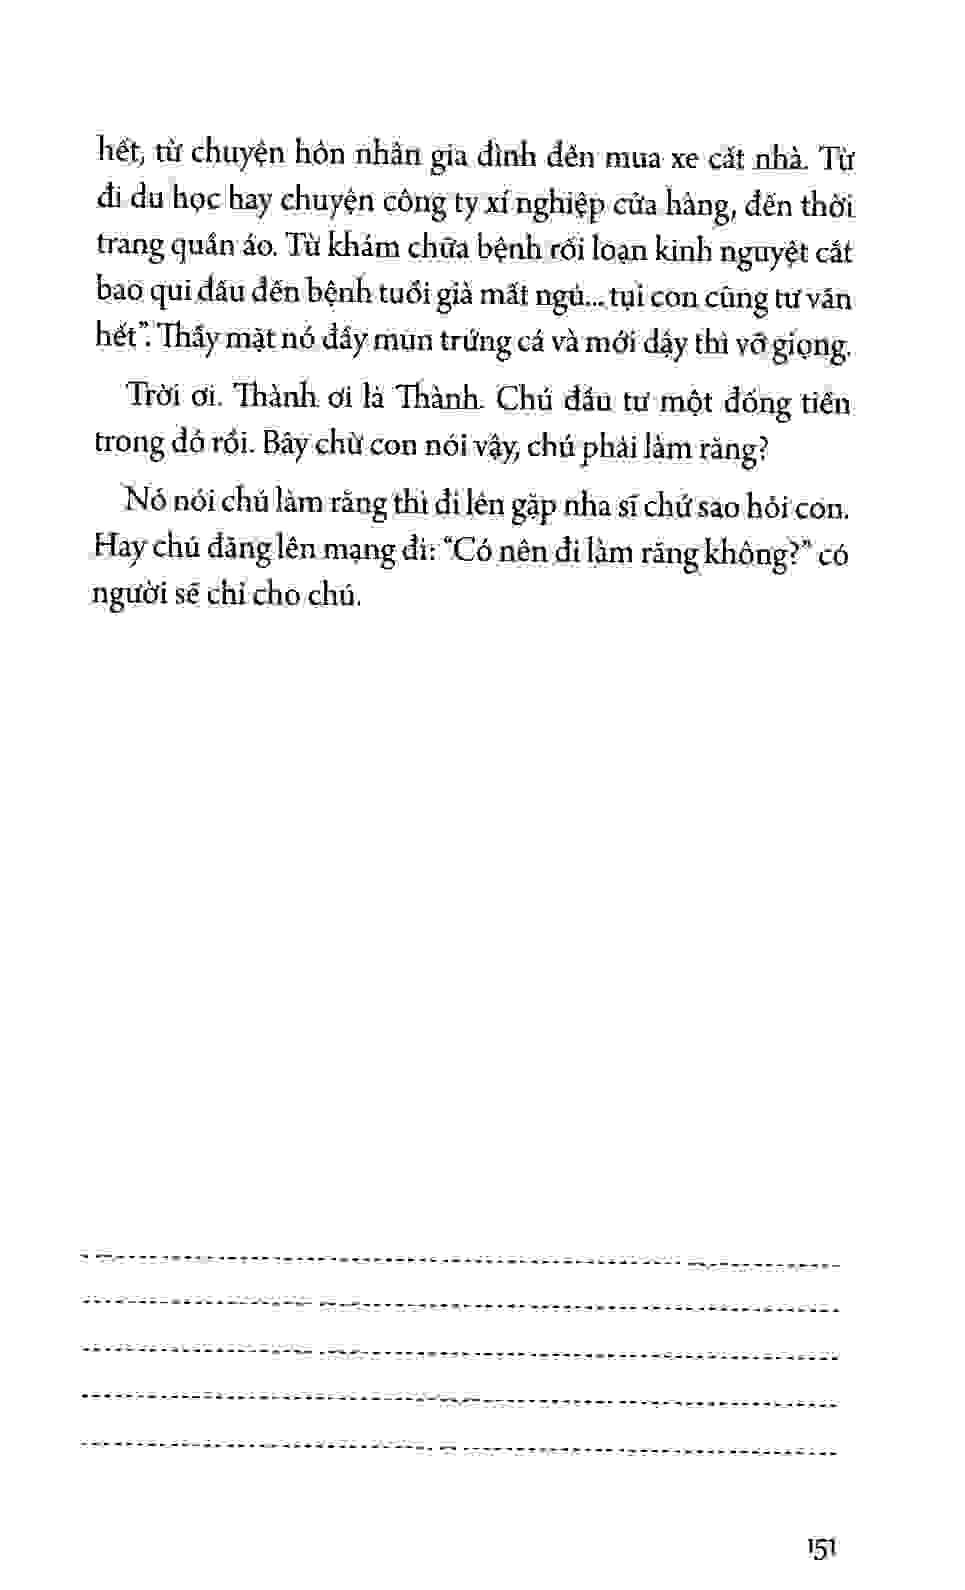 hết, từ chuyện hôn nhân gia đình đến mua xe cất nhà. Từ
đi du học hay chuyện công ty xí nghiệp cửa hàng, đến thời
trang quần áo. Từ khám chữa bệnh rối loạn kinh nguyệt cắt
bao qui đầu đến bệnh tuổi già mất ngủ... tụi con cũng tư vấn
hết”. Thấy mặt nó đầy mụn trứng cá và mới dậy thì vỡ giọng.
Trời ơi. Thành ơi là Thành. Chú đầu tư một đống tiền
trong đó rồi. Bây chừ con nói vậy, chú phải làm răng?
Nó nói chú làm răng thì đi lên gặp nha sĩ chứ sao hỏi con.
Hay chú đăng lên mạng đi: “Có nên đi làm răng không?” có
người sẽ chỉ cho chú.
151